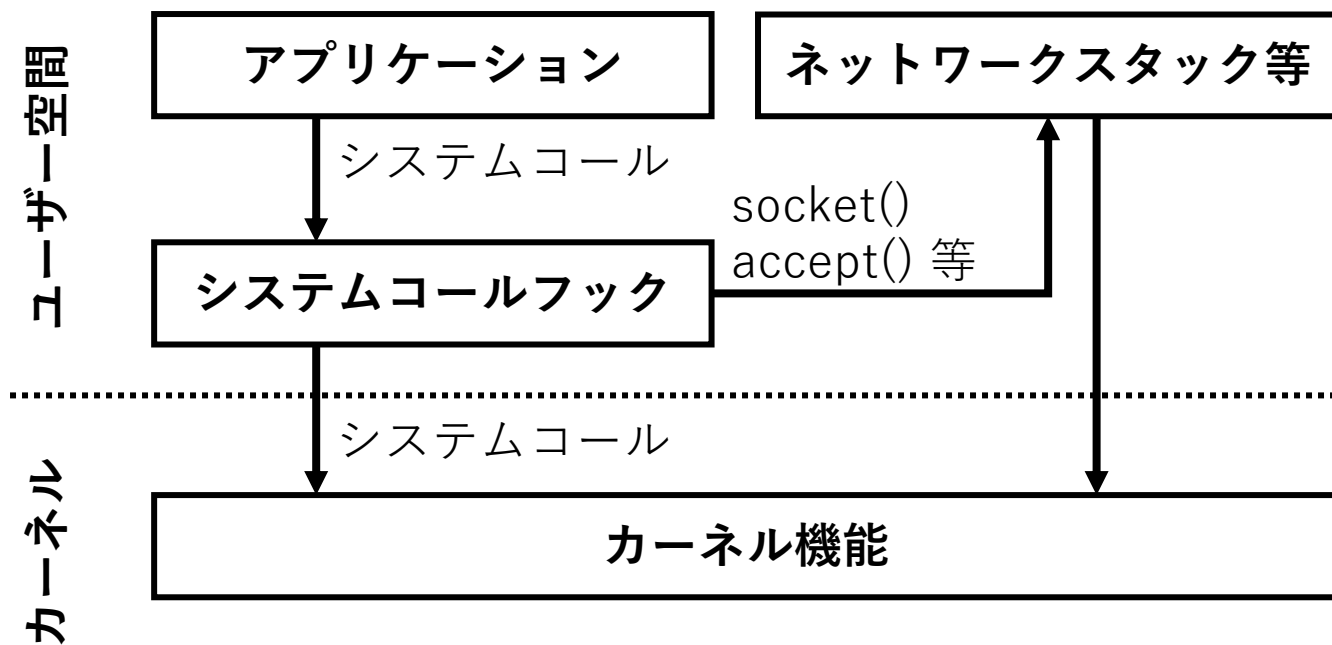 ユーザー空間
アプリケーション
ネットワークスタック等
システムコール
socket()
accept() 等
システムコールフック
システムコール
カーネル
カーネル機能